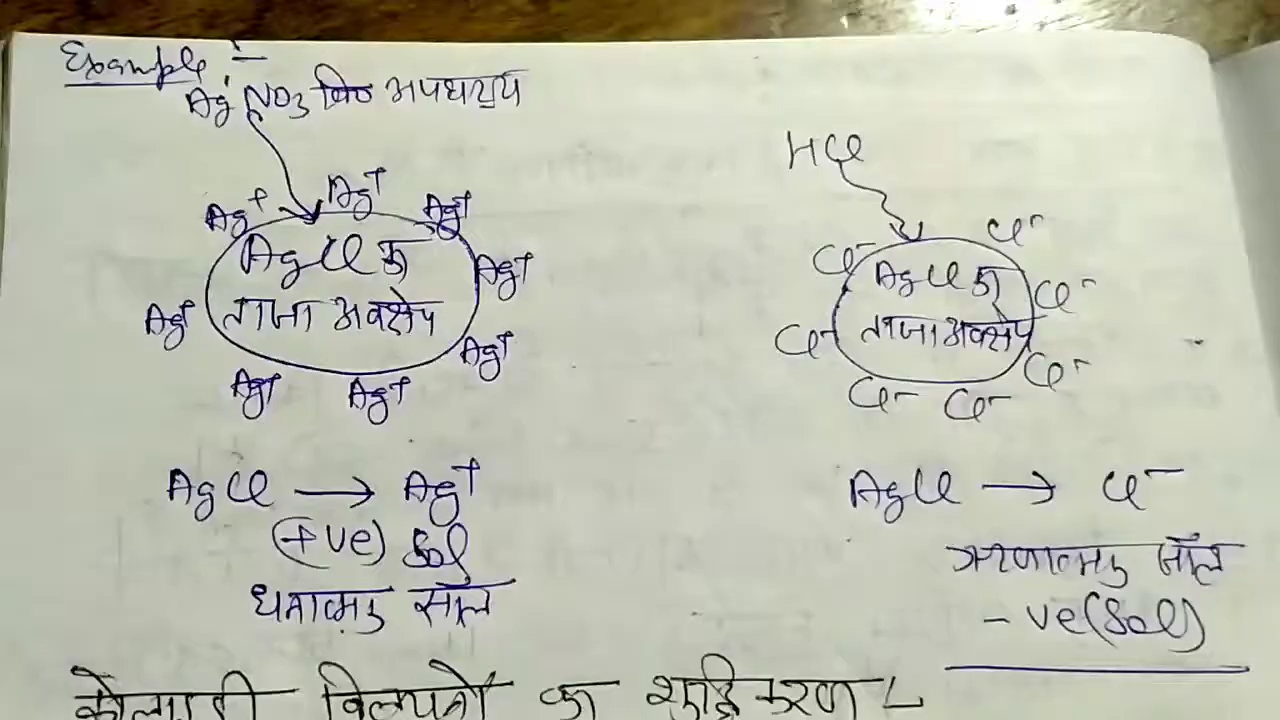 Example :-
AgNO3 अपघट्य
Ag+ Ag+ Ag+
AgCl का
ताजा अवक्षेप
Ag+
Ag+
Ag+
Ag+ Ag+
AgCl → Ag+
(+ve) Sol
धनात्मक सॉल
HCl
Cl- Cl-
AgCl का
ताजा अवक्षेप
Cl-
Cl-
Cl-
Cl- Cl-
AgCl → Cl-
ऋणात्मक सॉल
-ve(Sol)
कोलाइडी विलयनों का शुद्धिकरण